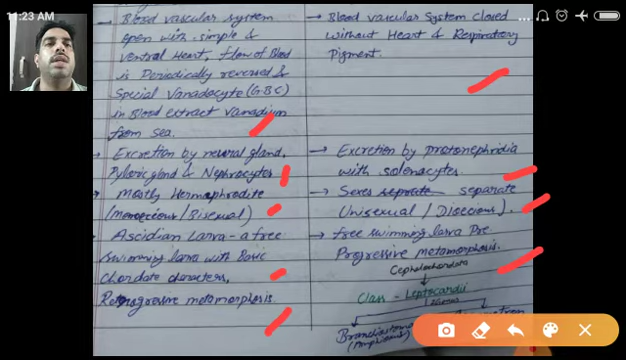 11:23 AM
→ Blood vascular system
open with simple &
ventral Heart, flow of Blood
is Periodically reversed &
Special Vanadocyte (G.B.C)
in Blood extract Vanadium
from Sea.
→ Excretion by neural gland,
Pyloric gland & Nephrocytes
→ mostly Hermaphrodite
(monoecious / Bisexual)
Ascidian Larva - a free
swimming larva with Basic
Chordate characters,
Retrogressive metamorphosis
→ Blood vascular System closed
without Heart & Respiratory
Pigment.
→ Excretion by protonephridia
with solenocytes.
→ Sexes separate
Unisexual / Dioecious).
→ free swimming larva Pre
Progressive metamorphosis.
Cephalochordata
Class - Leptocardii
Branchiostoma
(Amphioxus)